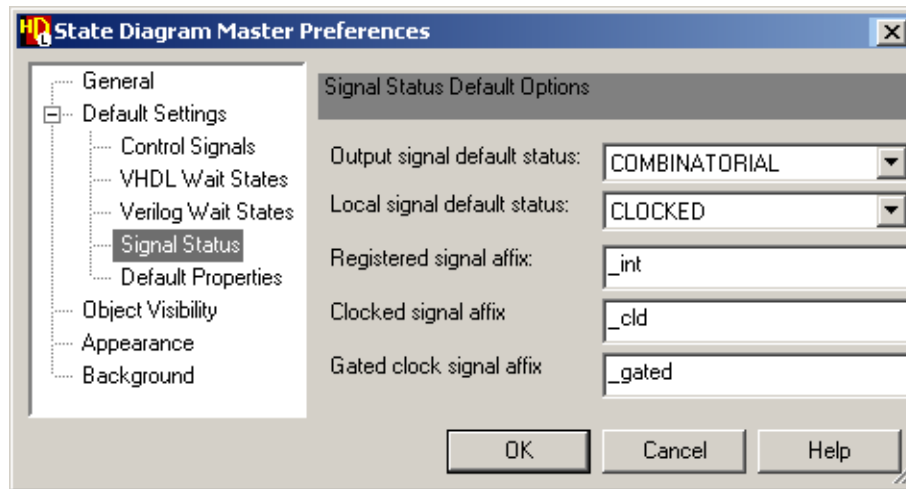 HDL State Diagram Master Preferences
General
Default Settings
Control Signals
VHDL Wait States
Verilog Wait States
Signal Status
Default Properties
Object Visibility
Appearance
Background
Signal Status Default Options
Output signal default status: COMBINATORIAL
Local signal default status: CLOCKED
Registered signal affix: _int
Clocked signal affix _cld
Gated clock signal affix _gated
OK Cancel Help